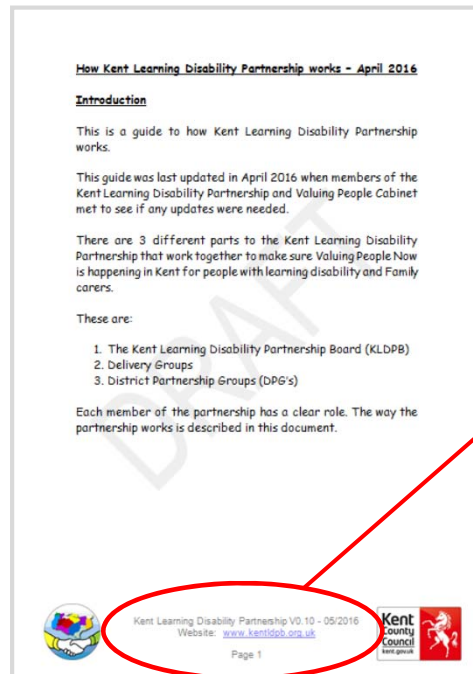 How Kent Learning Disability Partnership works – April 2016
Introduction
This is a guide to how Kent Learning Disability Partnership
works.
This guide was last updated in April 2016 when members of the
Kent Learning Disability Partnership and Valuing People Cabinet
met to see if any updates were needed.
There are 3 different parts to the Kent Learning Disability
Partnership that work together to make sure Valuing People Now
is happening in Kent for people with learning disability and Family
carers.
These are:
1. The Kent Learning Disability Partnership Board (KLDPB)
2. Delivery Groups
3. District Partnership Groups (DPG's)
Each member of the partnership has a clear role. The way the
partnership works is described in this document.
DRAFT
Kent Learning Disability Partnership V0.10 - 05/2016
Website: www.kentldpb.org.uk
Page 1
Kent
County
Council
kent.gov.uk